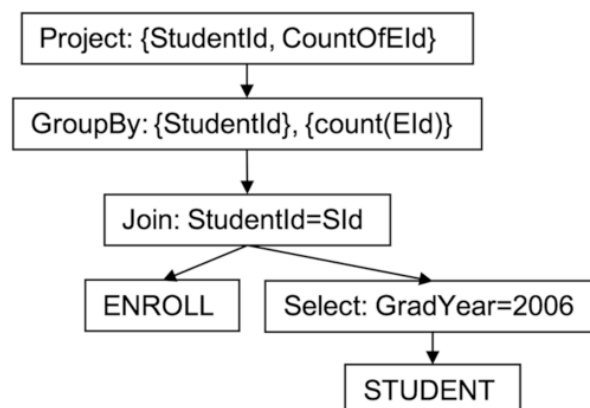 Project: {StudentId, CountOfEId}
GroupBy: {StudentId}, {count(EId)}
Join: StudentId=SId
ENROLL
Select: GradYear=2006
STUDENT